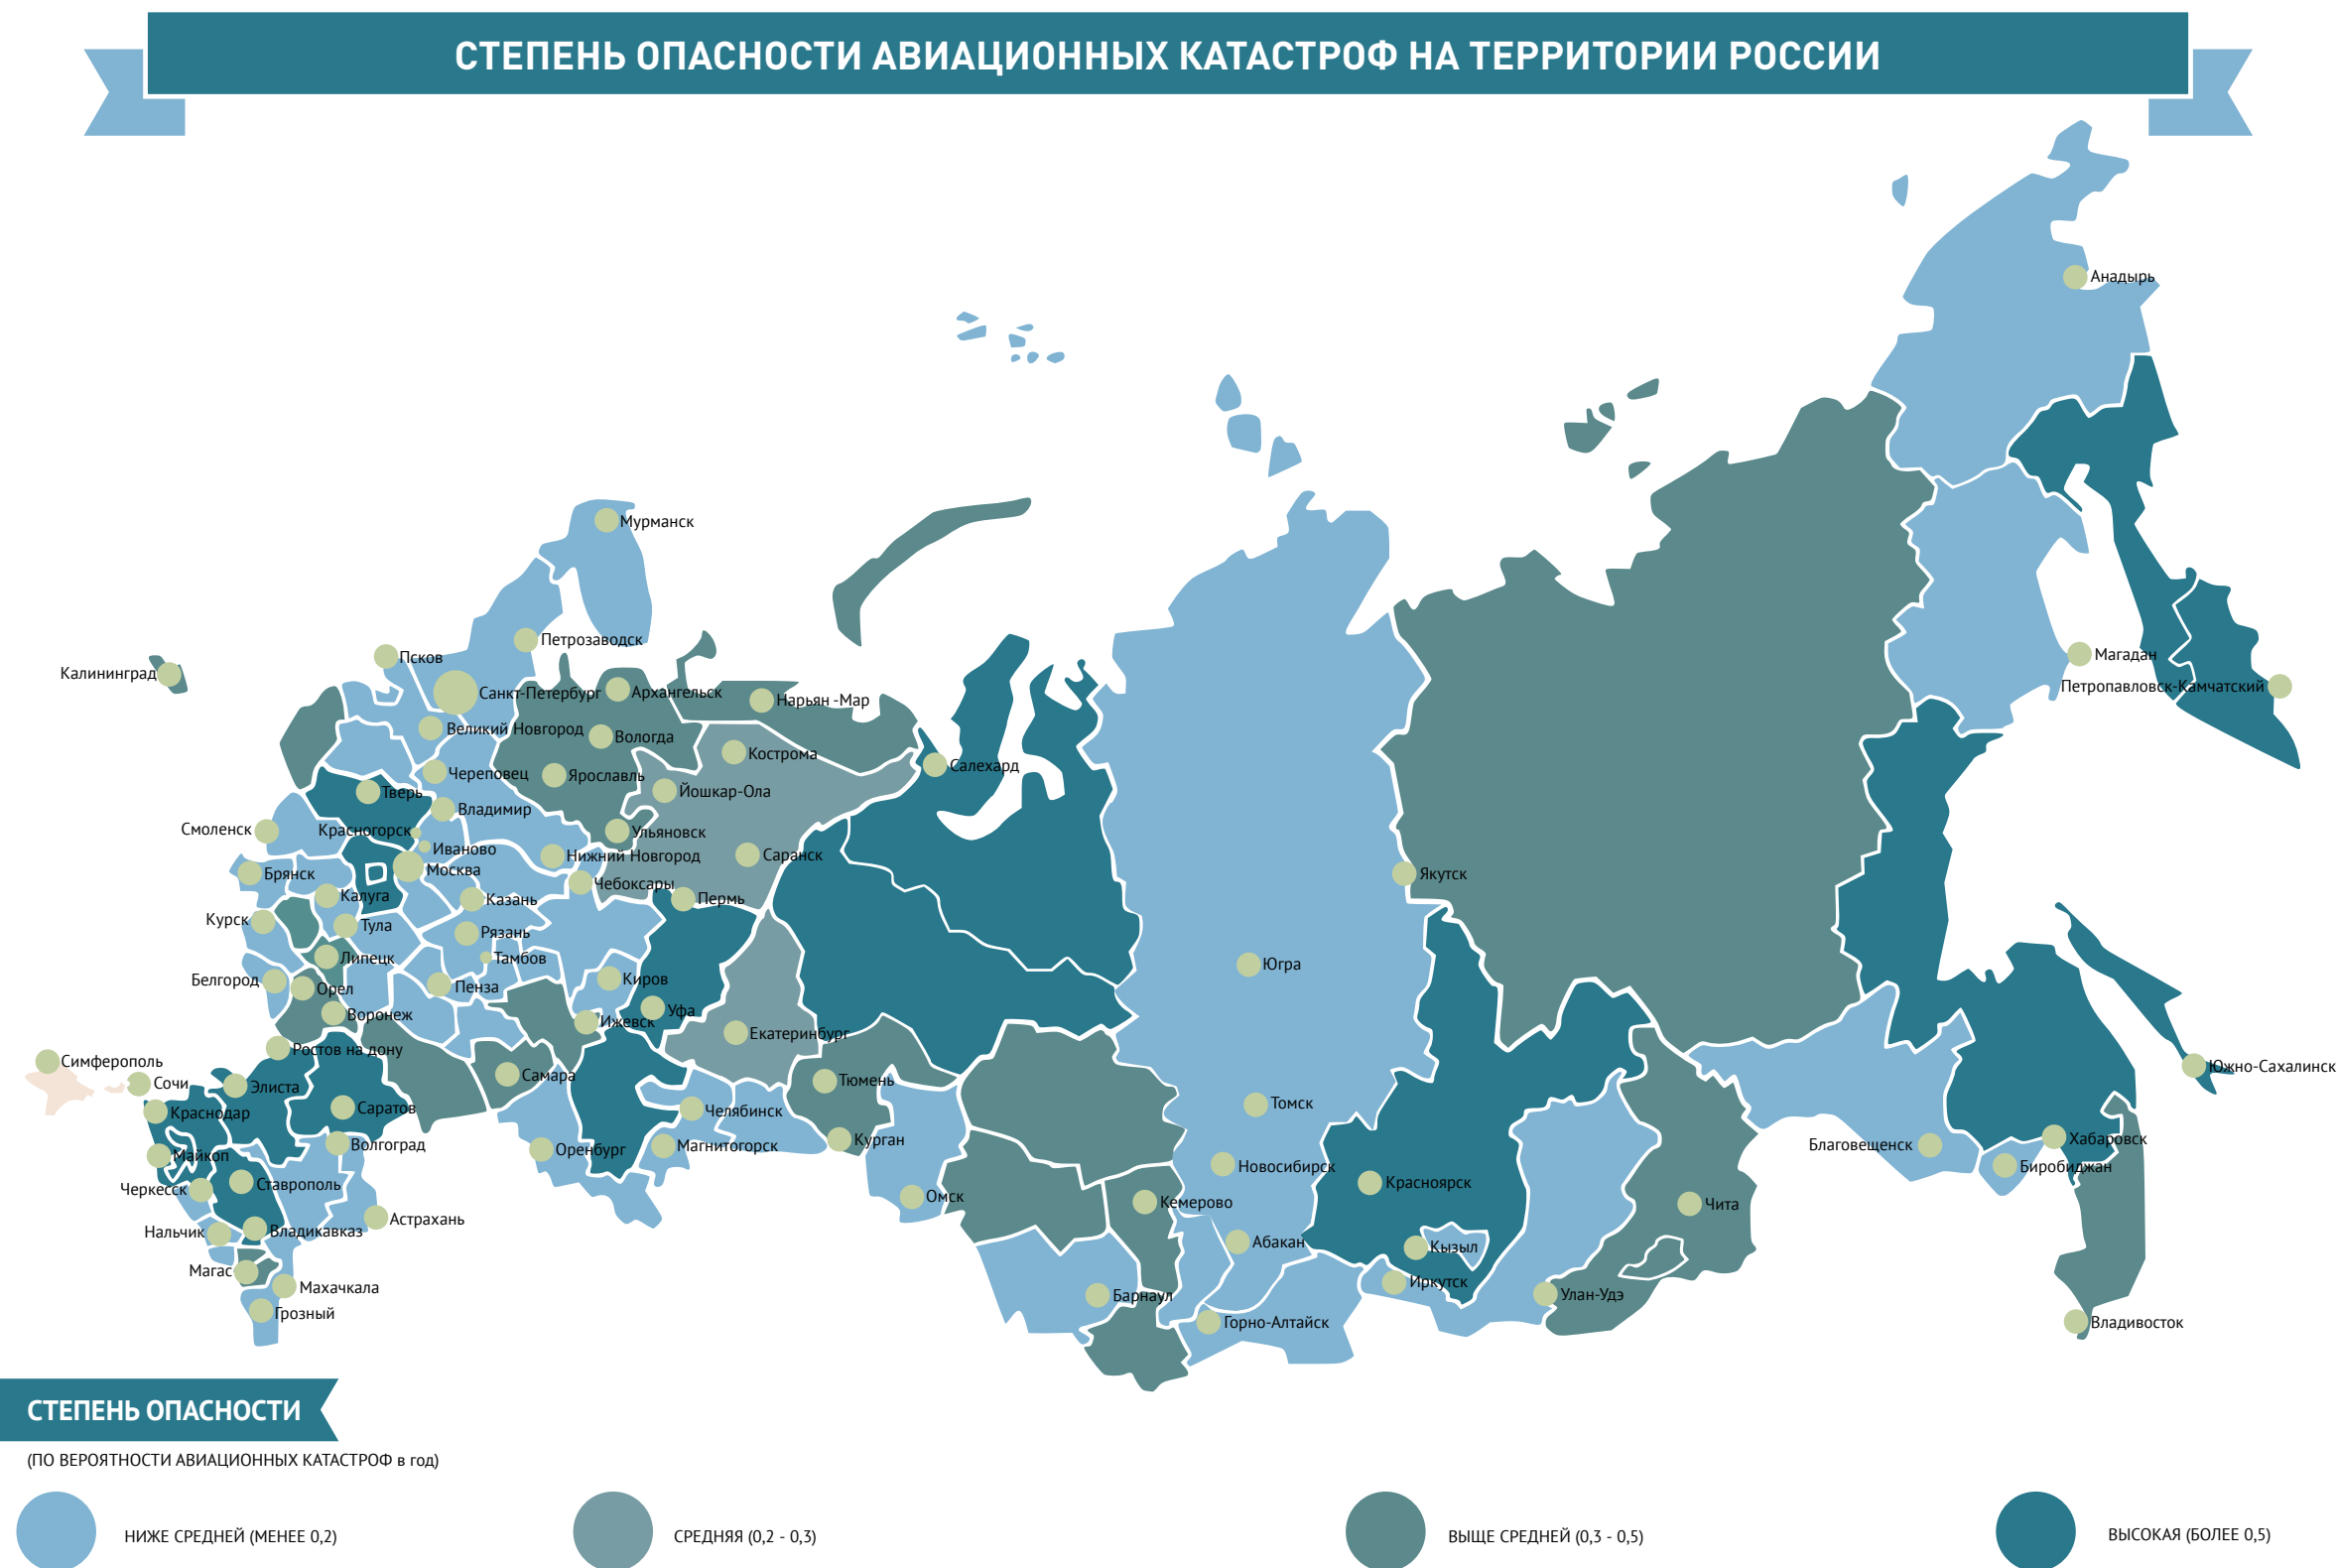 СТЕПЕНЬ ОПАСНОСТИ АВИАЦИОННЫХ КАТАСТРОФ НА ТЕРРИТОРИИ РОССИИ
Анадырь
Мурманск
Петрозаводск
Псков
Магадан
Калининград
Петропавловск-Камчатский
Санкт-Петербург
Архангельск
Нарьян -Мар
Великий Новгород
Вологда
Кострома
Салехард
Череповец
Ярославль
Тверь
Йошкар-Ола
Владимир
Смоленск
Красногорск
Ульяновск
Иваново
Нижний Новгород
Саранск
Москва
Брянск
Якутск
Чебоксары
Калуга
Казань
Пермь
Курск
Тула
Рязань
Липецк
Тамбов
Югра
Белгород
Орел
Пенза
Киров
Воронеж
Уфа
Ижевск
Екатеринбург
Ростов на дону
Симферополь
Южно-Сахалинск
Самара
Тюмень
Сочи
Элиста
Томск
Краснодар
Саратов
Челябинск
Хабаровск
Курган
Волгоград
Магнитогорск
Благовещенск
Оренбург
Майкоп
Новосибирск
Биробиджан
Ставрополь
Красноярск
Черкесск
Омск
Кемерово
Чита
Астрахань
Нальчик
Владикавказ
Абакан
Кызыл
Магас
Иркутск
Махачкала
Барнаул
Улан-Удэ
Грозный
Горно-Алтайск
Владивосток
СТЕПЕНЬ ОПАСНОСТИ
(ПО ВЕРОЯТНОСТИ АВИАЦИОННЫХ КАТАСТРОФ в год)
НИЖЕ СРЕДНЕЙ (МЕНЕЕ 0,2)
СРЕДНЯЯ (0,2 - 0,3)
ВЫЩЕ СРЕДНЕЙ (0,3 - 0,5)
ВЫСОКАЯ (БОЛЕЕ 0,5)